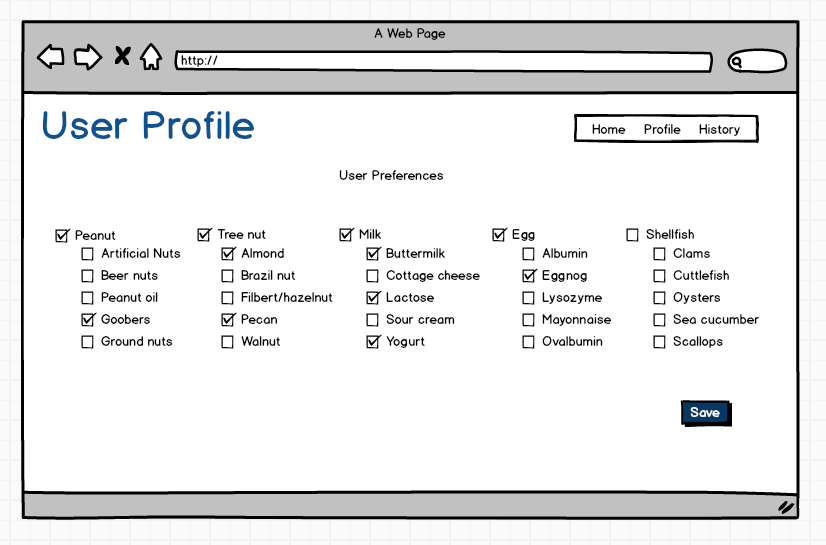 A Web Page
http://
User Profile
Home Profile History
User Preferences
Peanut
Artificial Nuts
Beer nuts
Peanut oil
Goobers
Ground nuts
Tree nut
Almond
Brazil nut
Filbert/hazelnut
Pecan
Walnut
Milk
Buttermilk
Cottage cheese
Lactose
Sour cream
Yogurt
Egg
Albumin
Eggnog
Lysozyme
Mayonnaise
Ovalbumin
Shellfish
Clams
Cuttlefish
Oysters
Sea cucumber
Scallops
Save